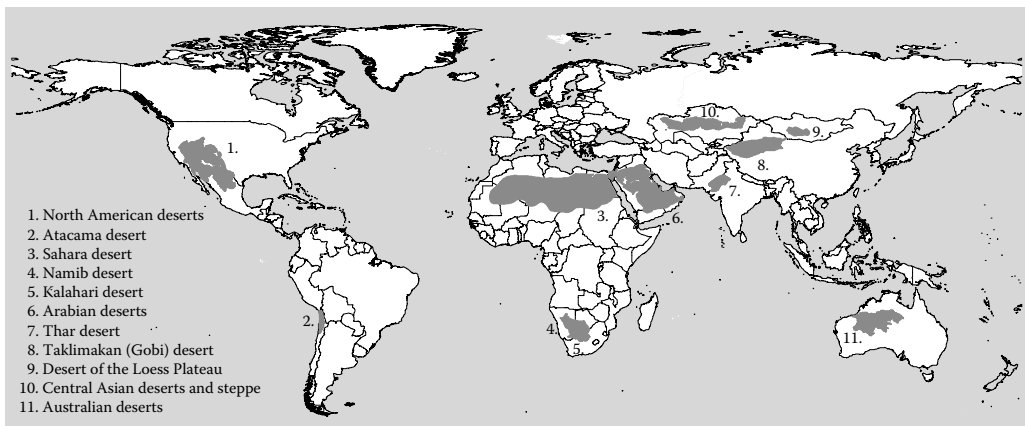 10.
9.
1.
8.
7.
3.
6.
1. North American deserts
2. Atacama desert
3. Sahara desert
4. Namib desert
5. Kalahari desert
6. Arabian deserts
7. Thar desert
8. Taklimakan (Gobi) desert
9. Desert of the Loess Plateau
10. Central Asian deserts and steppe
11. Australian deserts
2.
4.
11.
5.